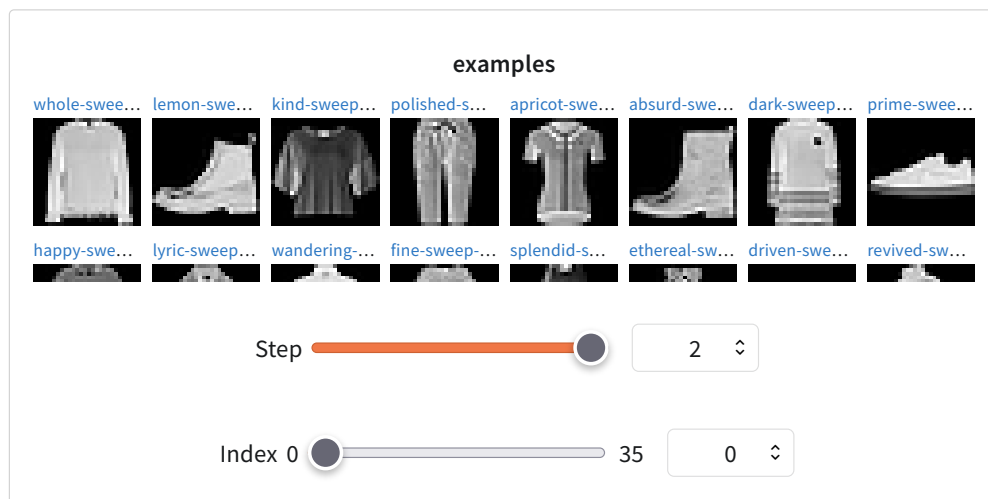 examples
whole-swee… lemon-swe… kind-sweep… polished-s… apricot-swe… absurd-swe… dark-sweep… prime-swee…
happy-swe… lyric-sweep… wandering-… fine-sweep-… splendid-s… ethereal-sw… driven-swe… revived-sw…
Step 2
Index 0 35 0